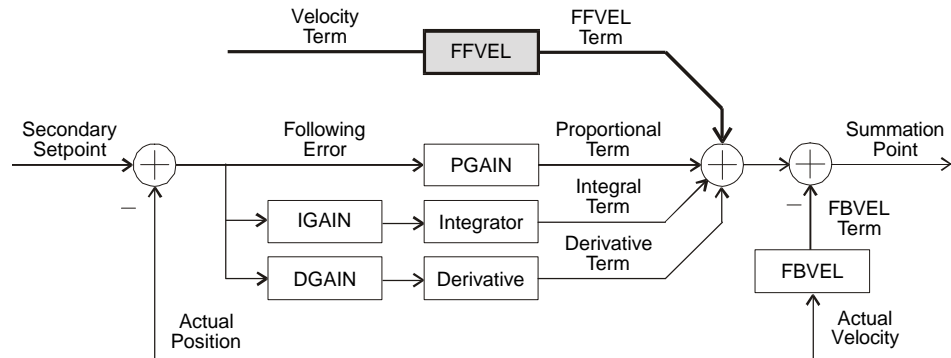 Velocity
Term
FFVEL
FFVEL
Term
Secondary
Setpoint
Following
Error
PGAIN
Proportional
Term
Summation
Point
IGAIN
Integrator
Integral
Term
DGAIN
Derivative
Derivative
Term
FBVEL
Term
FBVEL
Actual
Position
Actual
Velocity